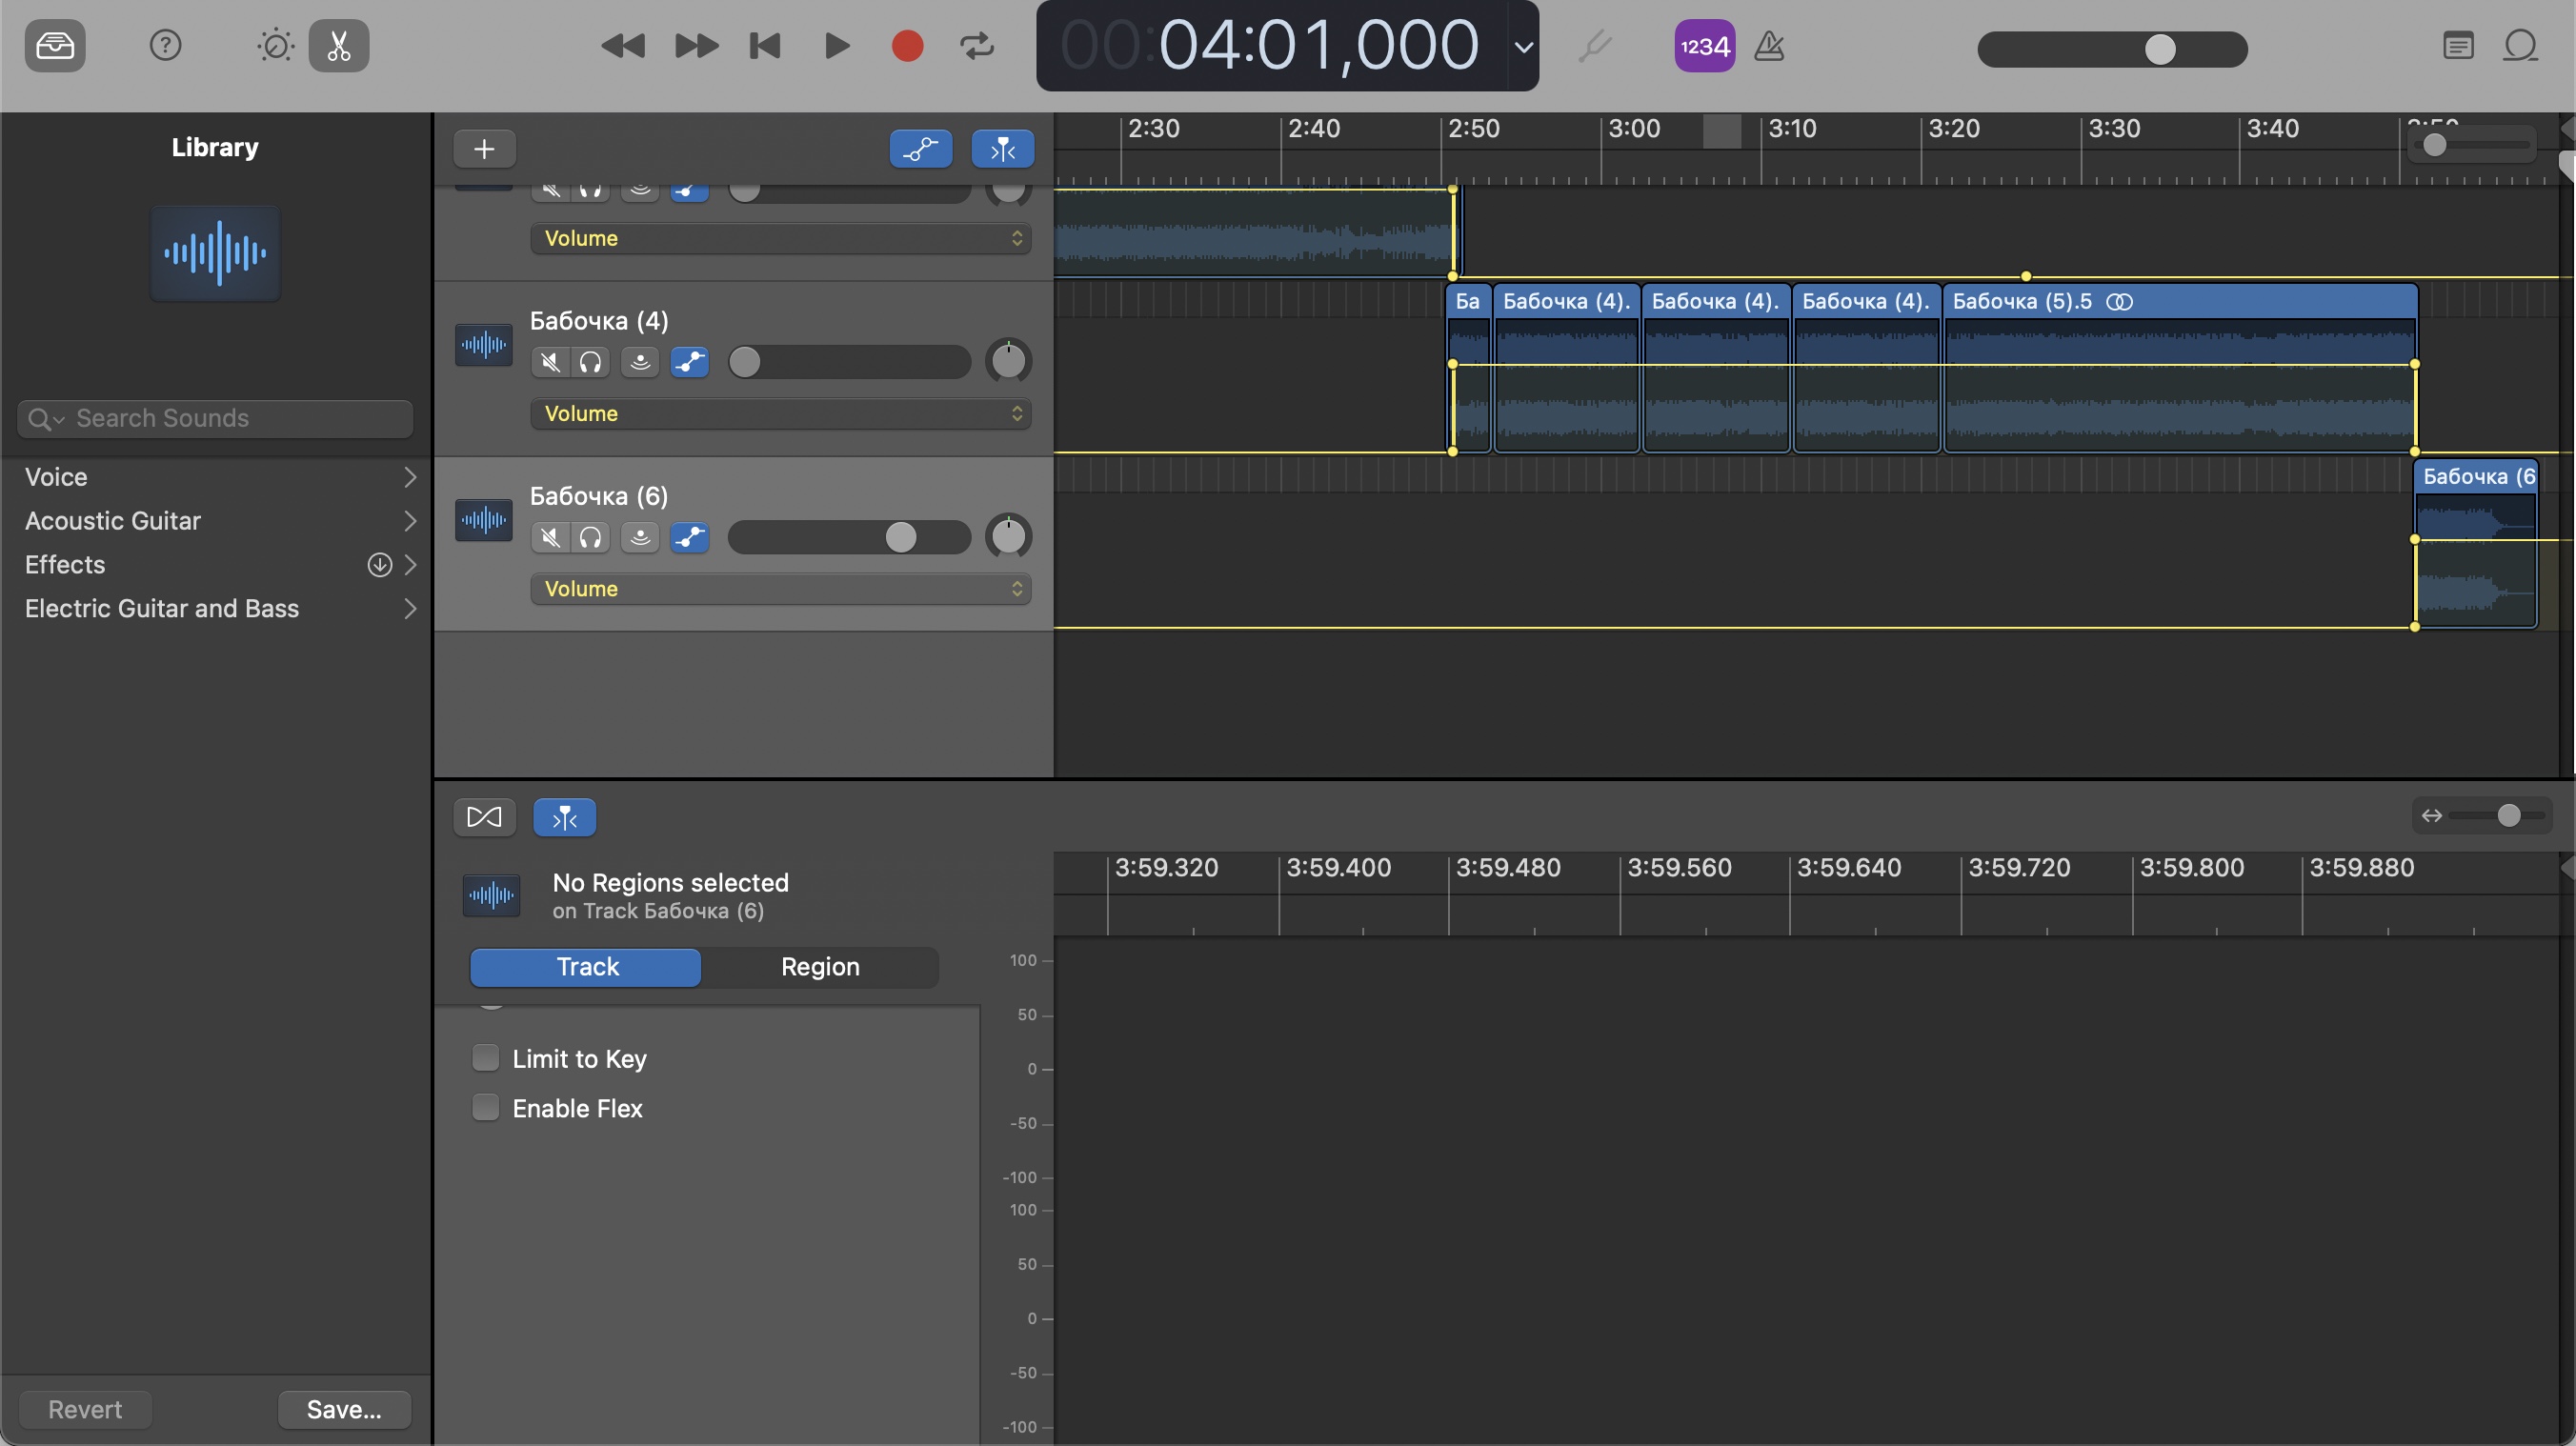 00:04:01,000
1234
Library
2:30 2:40 2:50 3:00 3:10 3:20 3:30 3:40
Volume
Бабочка (4)
Ба Бабочка (4). Бабочка (4). Бабочка (4). Бабочка (5).5
Volume
Search Sounds
Voice
Acoustic Guitar
Effects
Electric Guitar and Bass
Бабочка (6)
Бабочка (6
Volume
No Regions selected
on Track Бабочка (6)
3:59.320 3:59.400 3:59.480 3:59.560 3:59.640 3:59.720 3:59.800 3:59.880
Track Region
Limit to Key
Enable Flex
100
50
0
-50
-100
100
50
0
-50
-100
Revert Save...